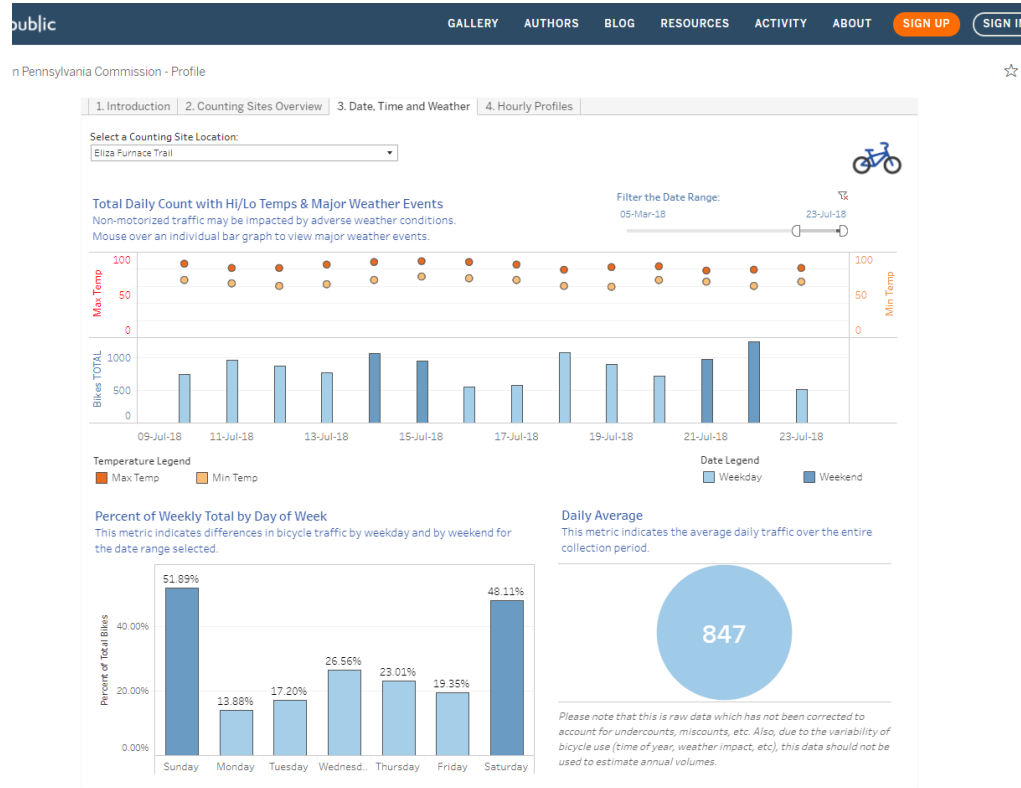 public
GALLERY AUTHORS BLOG RESOURCES ACTIVITY ABOUT SIGN UP SIGN IN
n Pennsylvania Commission - Profile
1. Introduction 2. Counting Sites Overview 3. Date, Time and Weather 4. Hourly Profiles
Select a Counting Site Location:
Eliza Furnace Trail
Total Daily Count with Hi/Lo Temps & Major Weather Events
Non-motorized traffic may be impacted by adverse weather conditions.
Mouse over an individual bar graph to view major weather events.
Filter the Date Range:
05-Mar-18 23-Jul-18
Max Temp
100
50
0
100
50
0
Min Temp
Bikes TOTAL
1000
500
0
09-Jul-18 11-Jul-18 13-Jul-18 15-Jul-18 17-Jul-18 19-Jul-18 21-Jul-18 23-Jul-18
Temperature Legend
Max Temp Min Temp
Date Legend
Weekday Weekend
Percent of Weekly Total by Day of Week
This metric indicates differences in bicycle traffic by weekday and by weekend for
the date range selected.
Percent of Total Bikes
40.00%
20.00%
0.00%
51.89%
13.88%
17.20%
26.56%
23.01%
19.35%
48.11%
Sunday Monday Tuesday Wednesd.. Thursday Friday Saturday
Daily Average
This metric indicates the average daily traffic over the entire
collection period.
847
Please note that this is raw data which has not been corrected to
account for undercounts, miscounts, etc. Also, due to the variability of
bicycle use (time of year, weather impact, etc), this data should not be
used to estimate annual volumes.